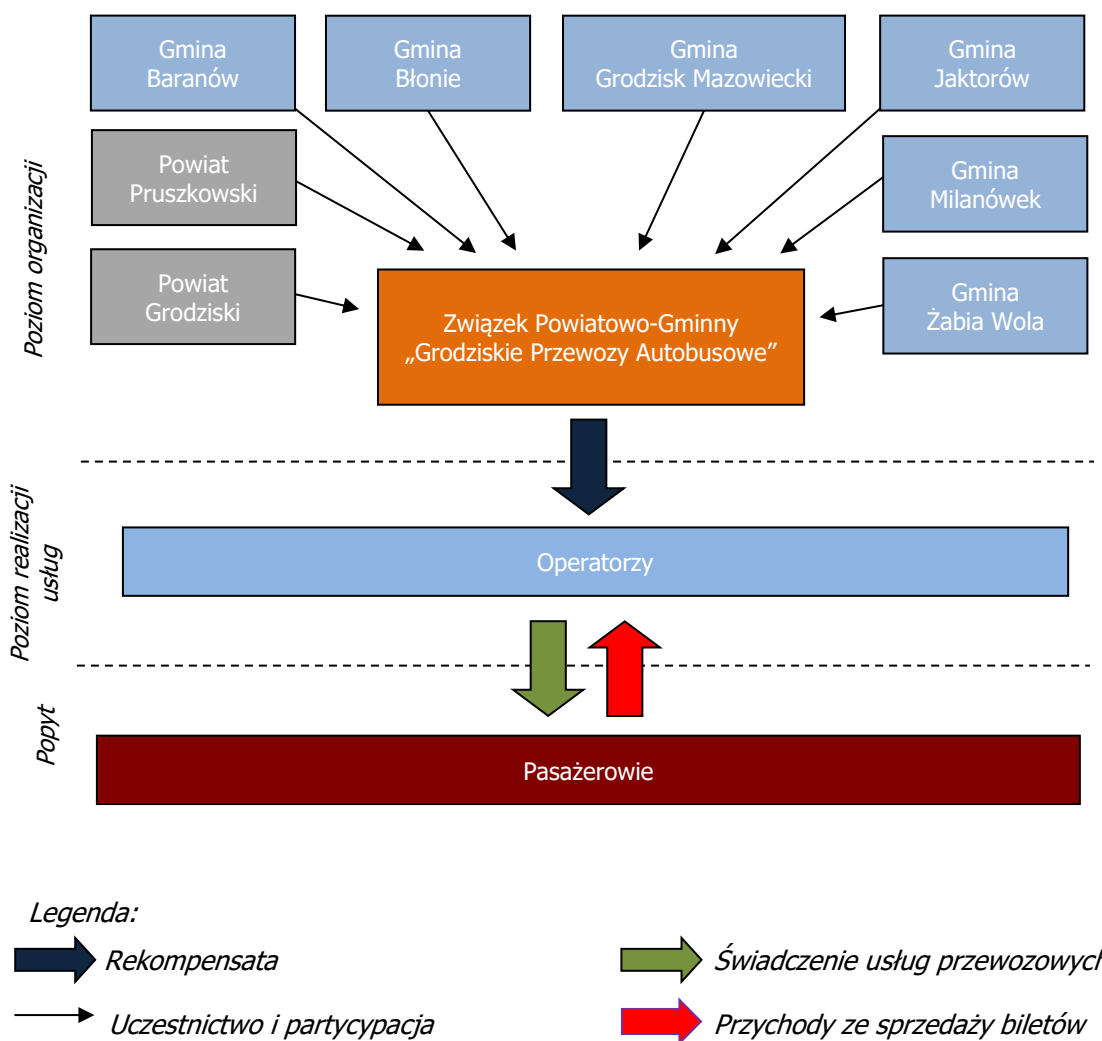 Gmina
Baranów
Gmina
Błonie
Gmina
Grodzisk Mazowiecki
Gmina
Jaktorów
Powiat
Pruszkowski
Gmina
Milanówek
Powiat
Grodziski
Gmina
Żabia Wola
Poziom organizacji
Związek Powiatowo-Gminny
„Grodziskie Przewozy Autobusowe”
Poziom realizacji
usług
Operatorzy
Popyt
Pasażerowie
Legenda:
Rekompensata
Świadczenie usług przewozowych
Uczestnictwo i partycypacja
Przychody ze sprzedaży biletów